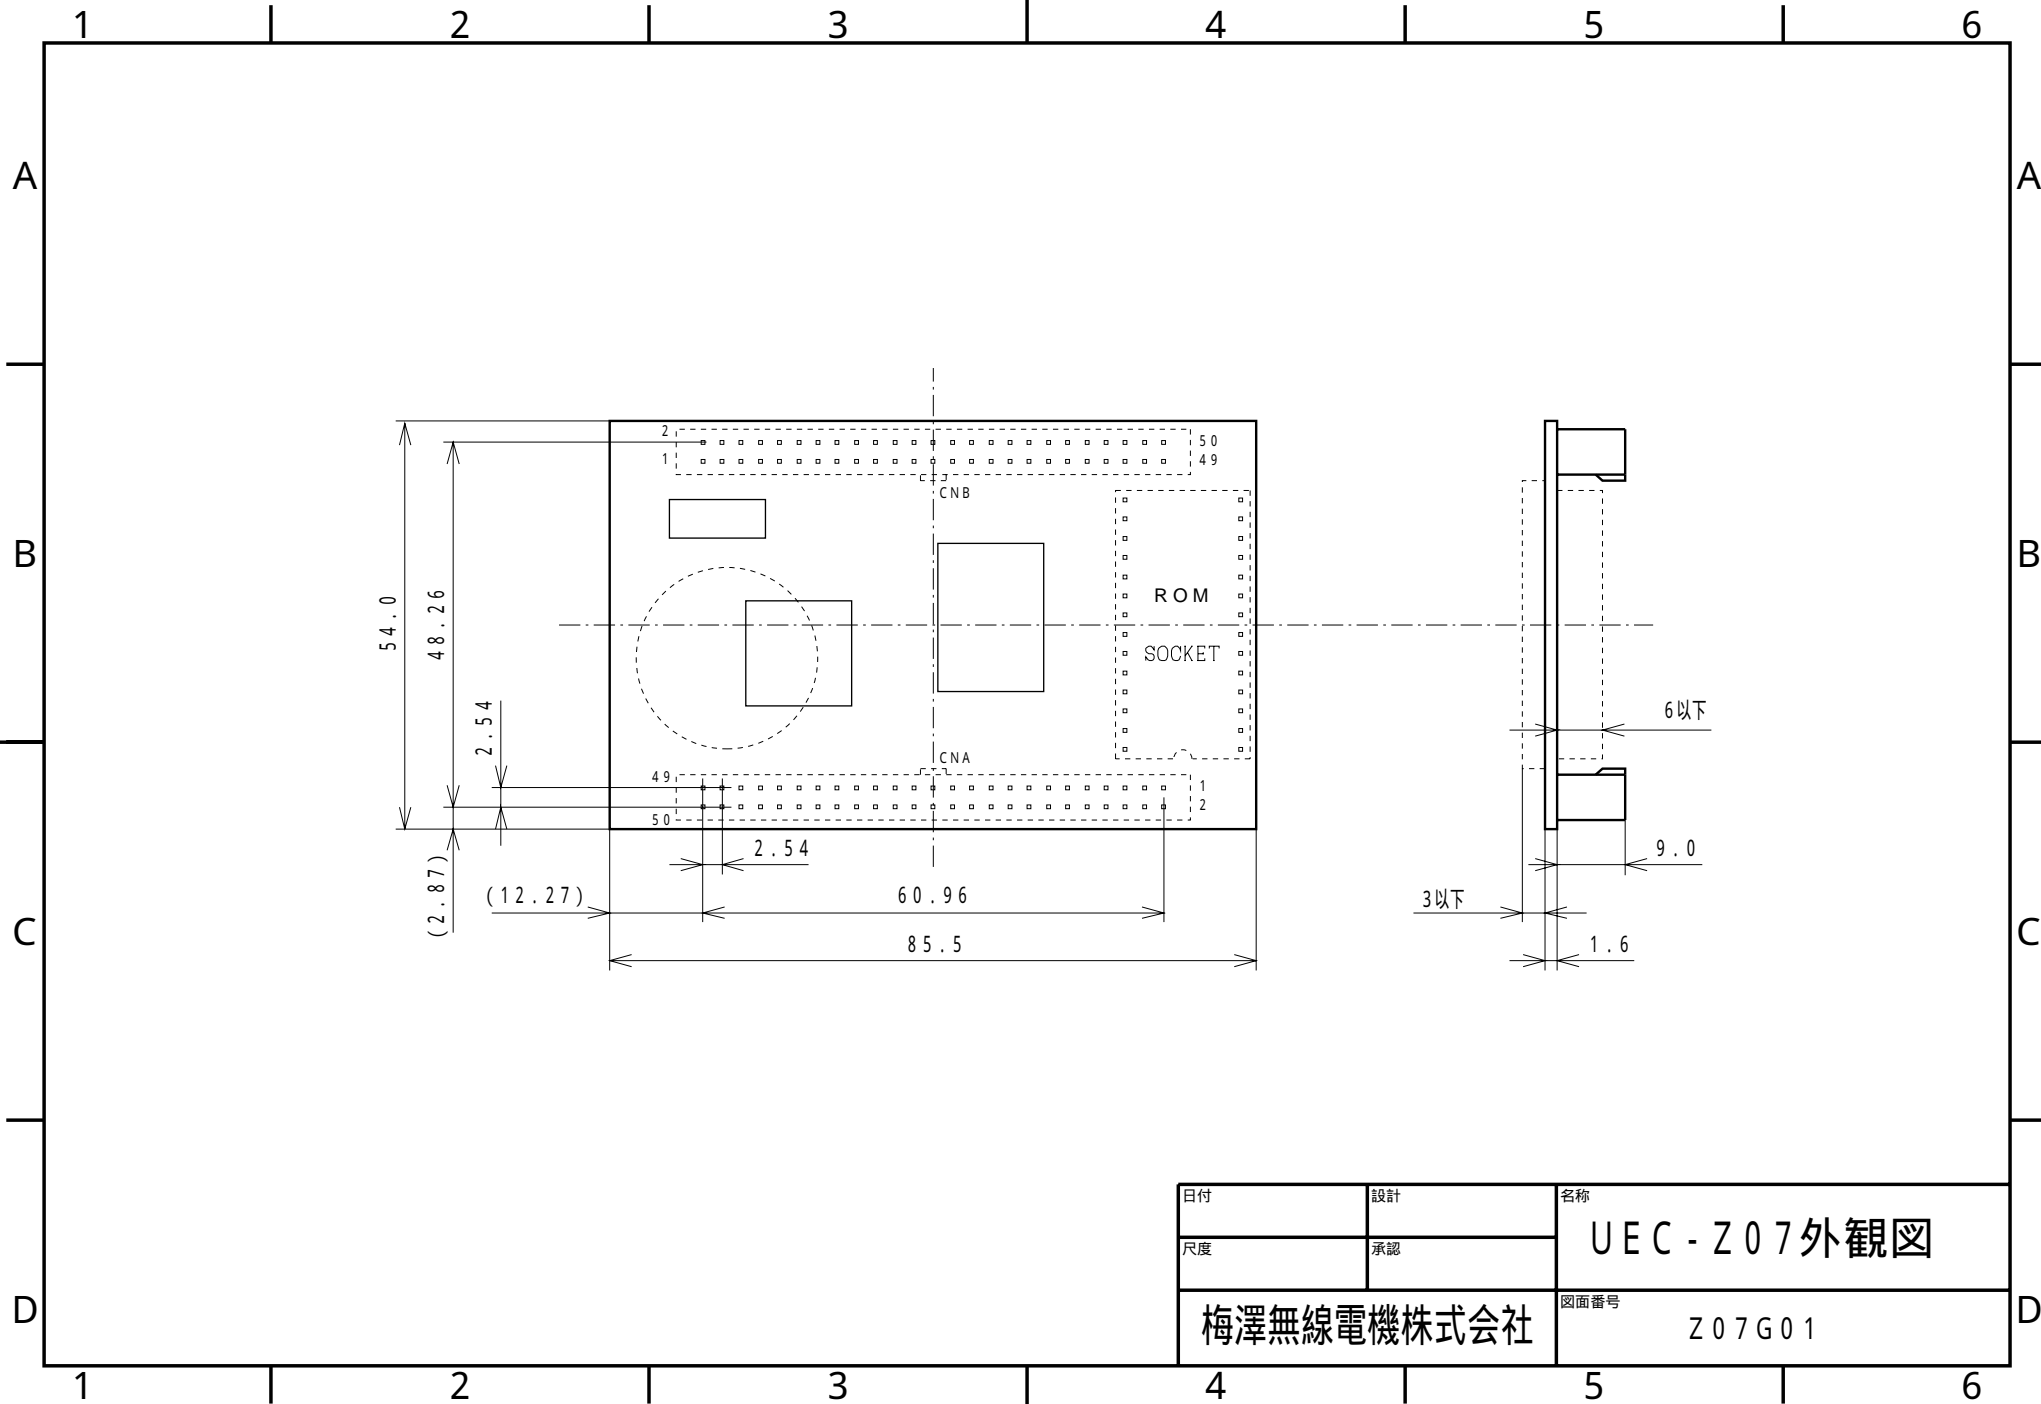 1 2 3 4 5 6
A A
2
50
1
49
CNB
B B
54.0
48.26
ROM
SOCKET
2.54
6以下
CNA
49
1
50
2
2.54
9.0
(2.87)
(12.27)
60.96
3以下
C C
85.5
1.6
日付
設計
名称
UEC-Z07外観図
尺度
承認
梅澤無線電機株式会社
図面番号
Z07G01
D D
1 2 3 4 5 6